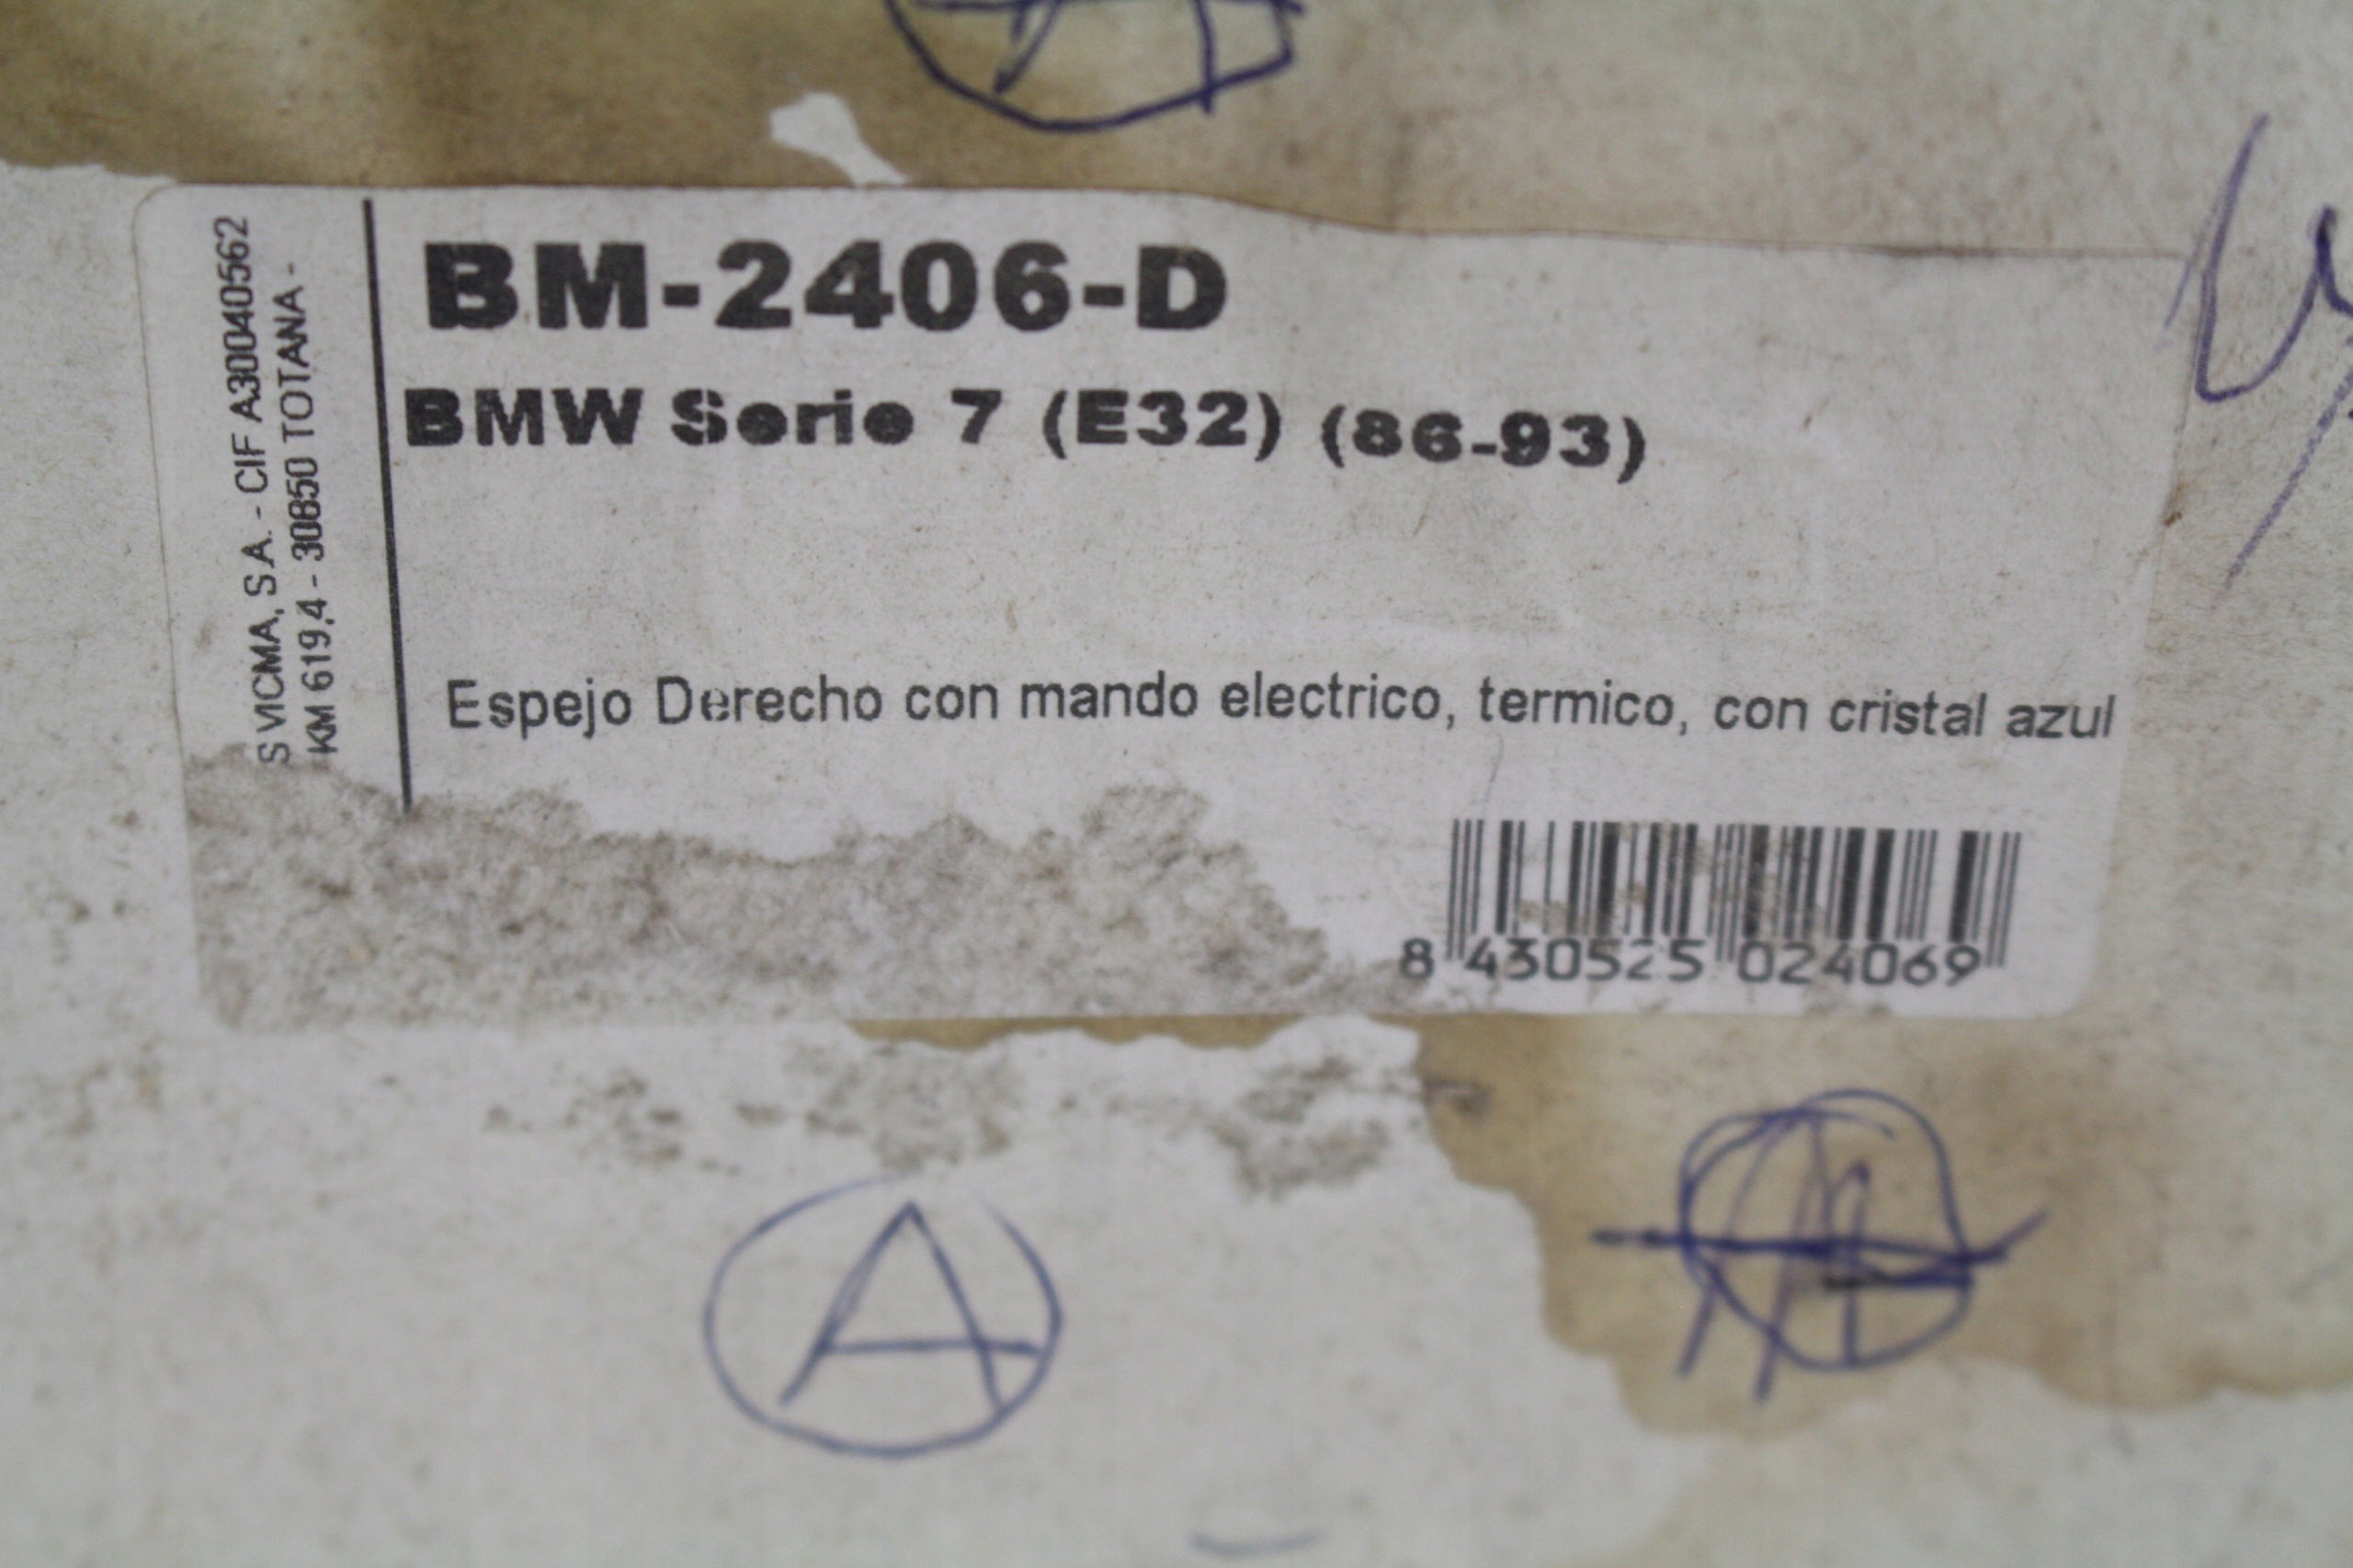 BM-2406-D
BMW Serie 7 (E32) (86-93)
Espejo Derecho con mando electrico, termico, con cristal azul
8 430525 024069
S VICMA, S.A. - CIF A30040562
KM 619,4 - 30850 TOTANA -
A